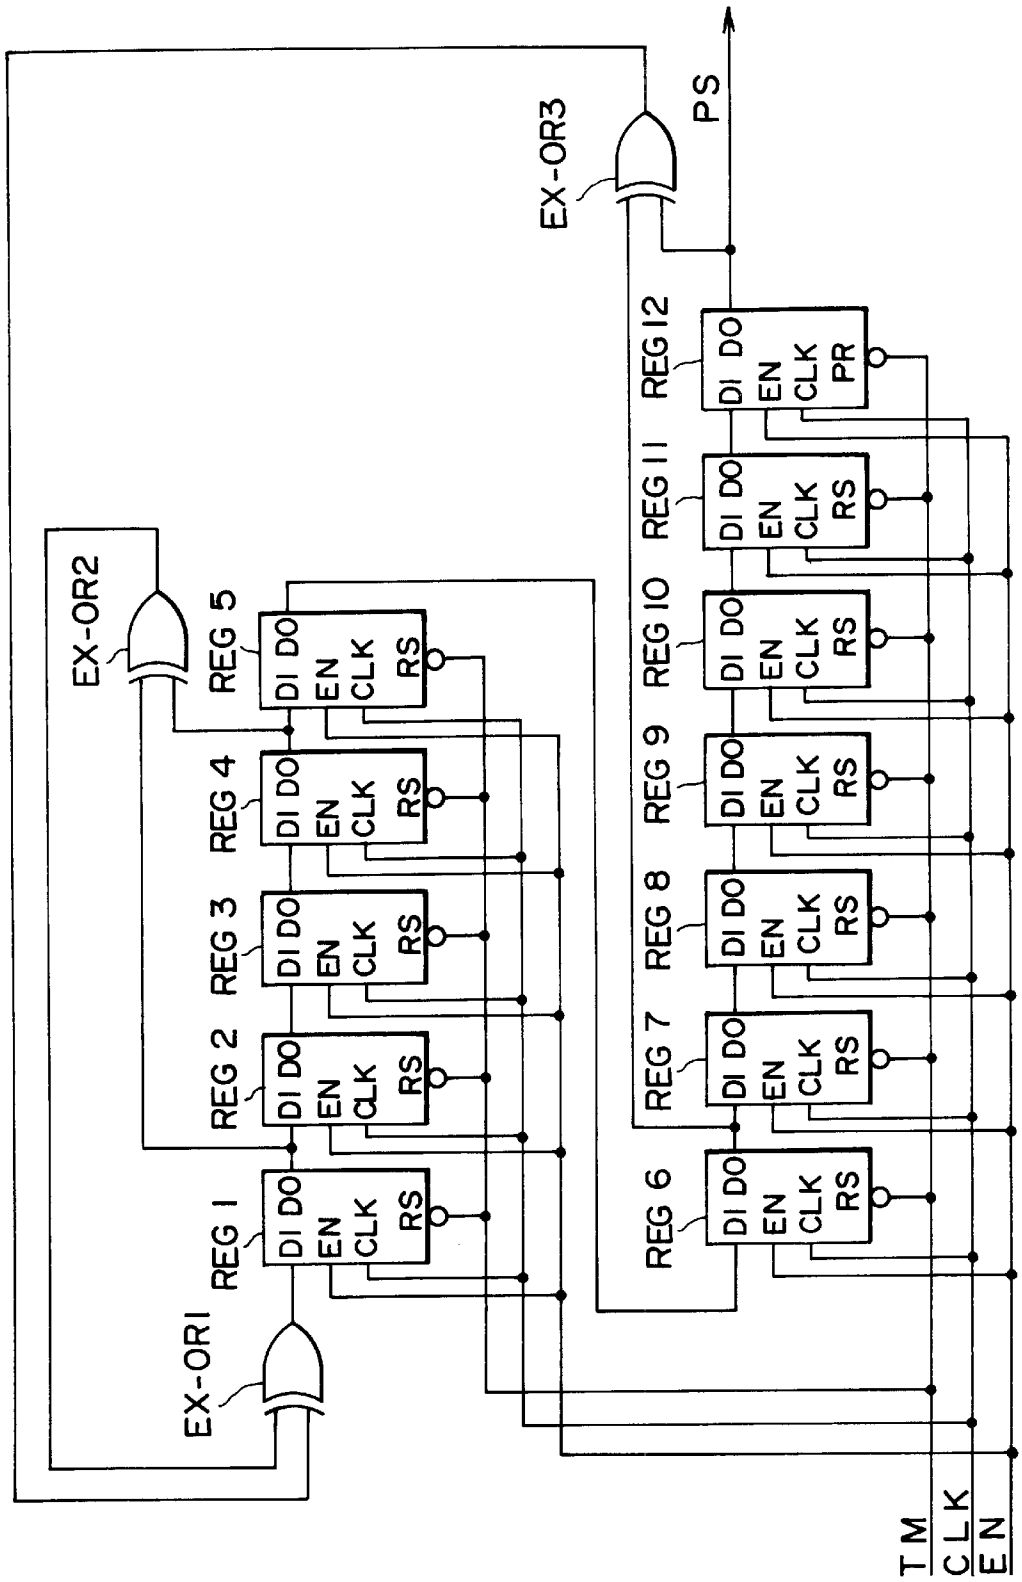 EX-OR1
REG 1
DI DO
EN
CLK
RS
REG 2
DI DO
EN
CLK
RS
REG 3
DI DO
EN
CLK
RS
REG 4
DI DO
EN
CLK
RS
REG 5
DI DO
EN
CLK
RS
EX-OR2
EX-OR3
REG 6
DI DO
EN
CLK
RS
REG 7
DI DO
EN
CLK
RS
REG 8
DI DO
EN
CLK
RS
REG 9
DI DO
EN
CLK
RS
REG 10
DI DO
EN
CLK
RS
REG 11
DI DO
EN
CLK
RS
REG 12
DI DO
EN
CLK
PR
PS
TM
CLK
EN